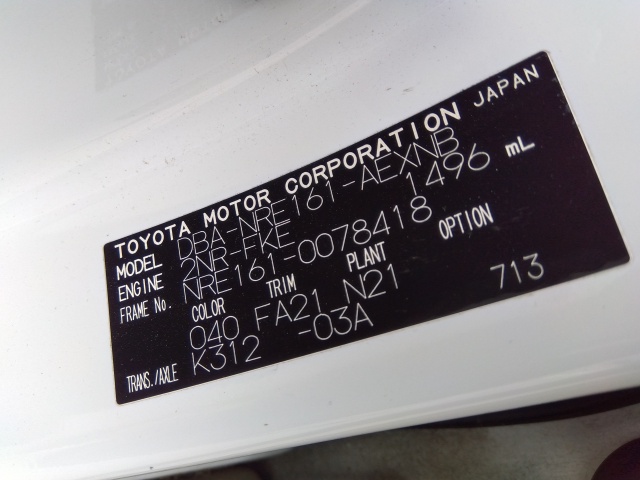 TOYOTA MOTOR CORPORATION JAPAN
MODEL DBA-NRE161-AEXNB
ENGINE 2NR-FKE 1496 mL
FRAME No. NRE161-0078418
COLOR TRIM PLANT OPTION
040 FA21 N21 713
TRANS./AXLE K312 -03A